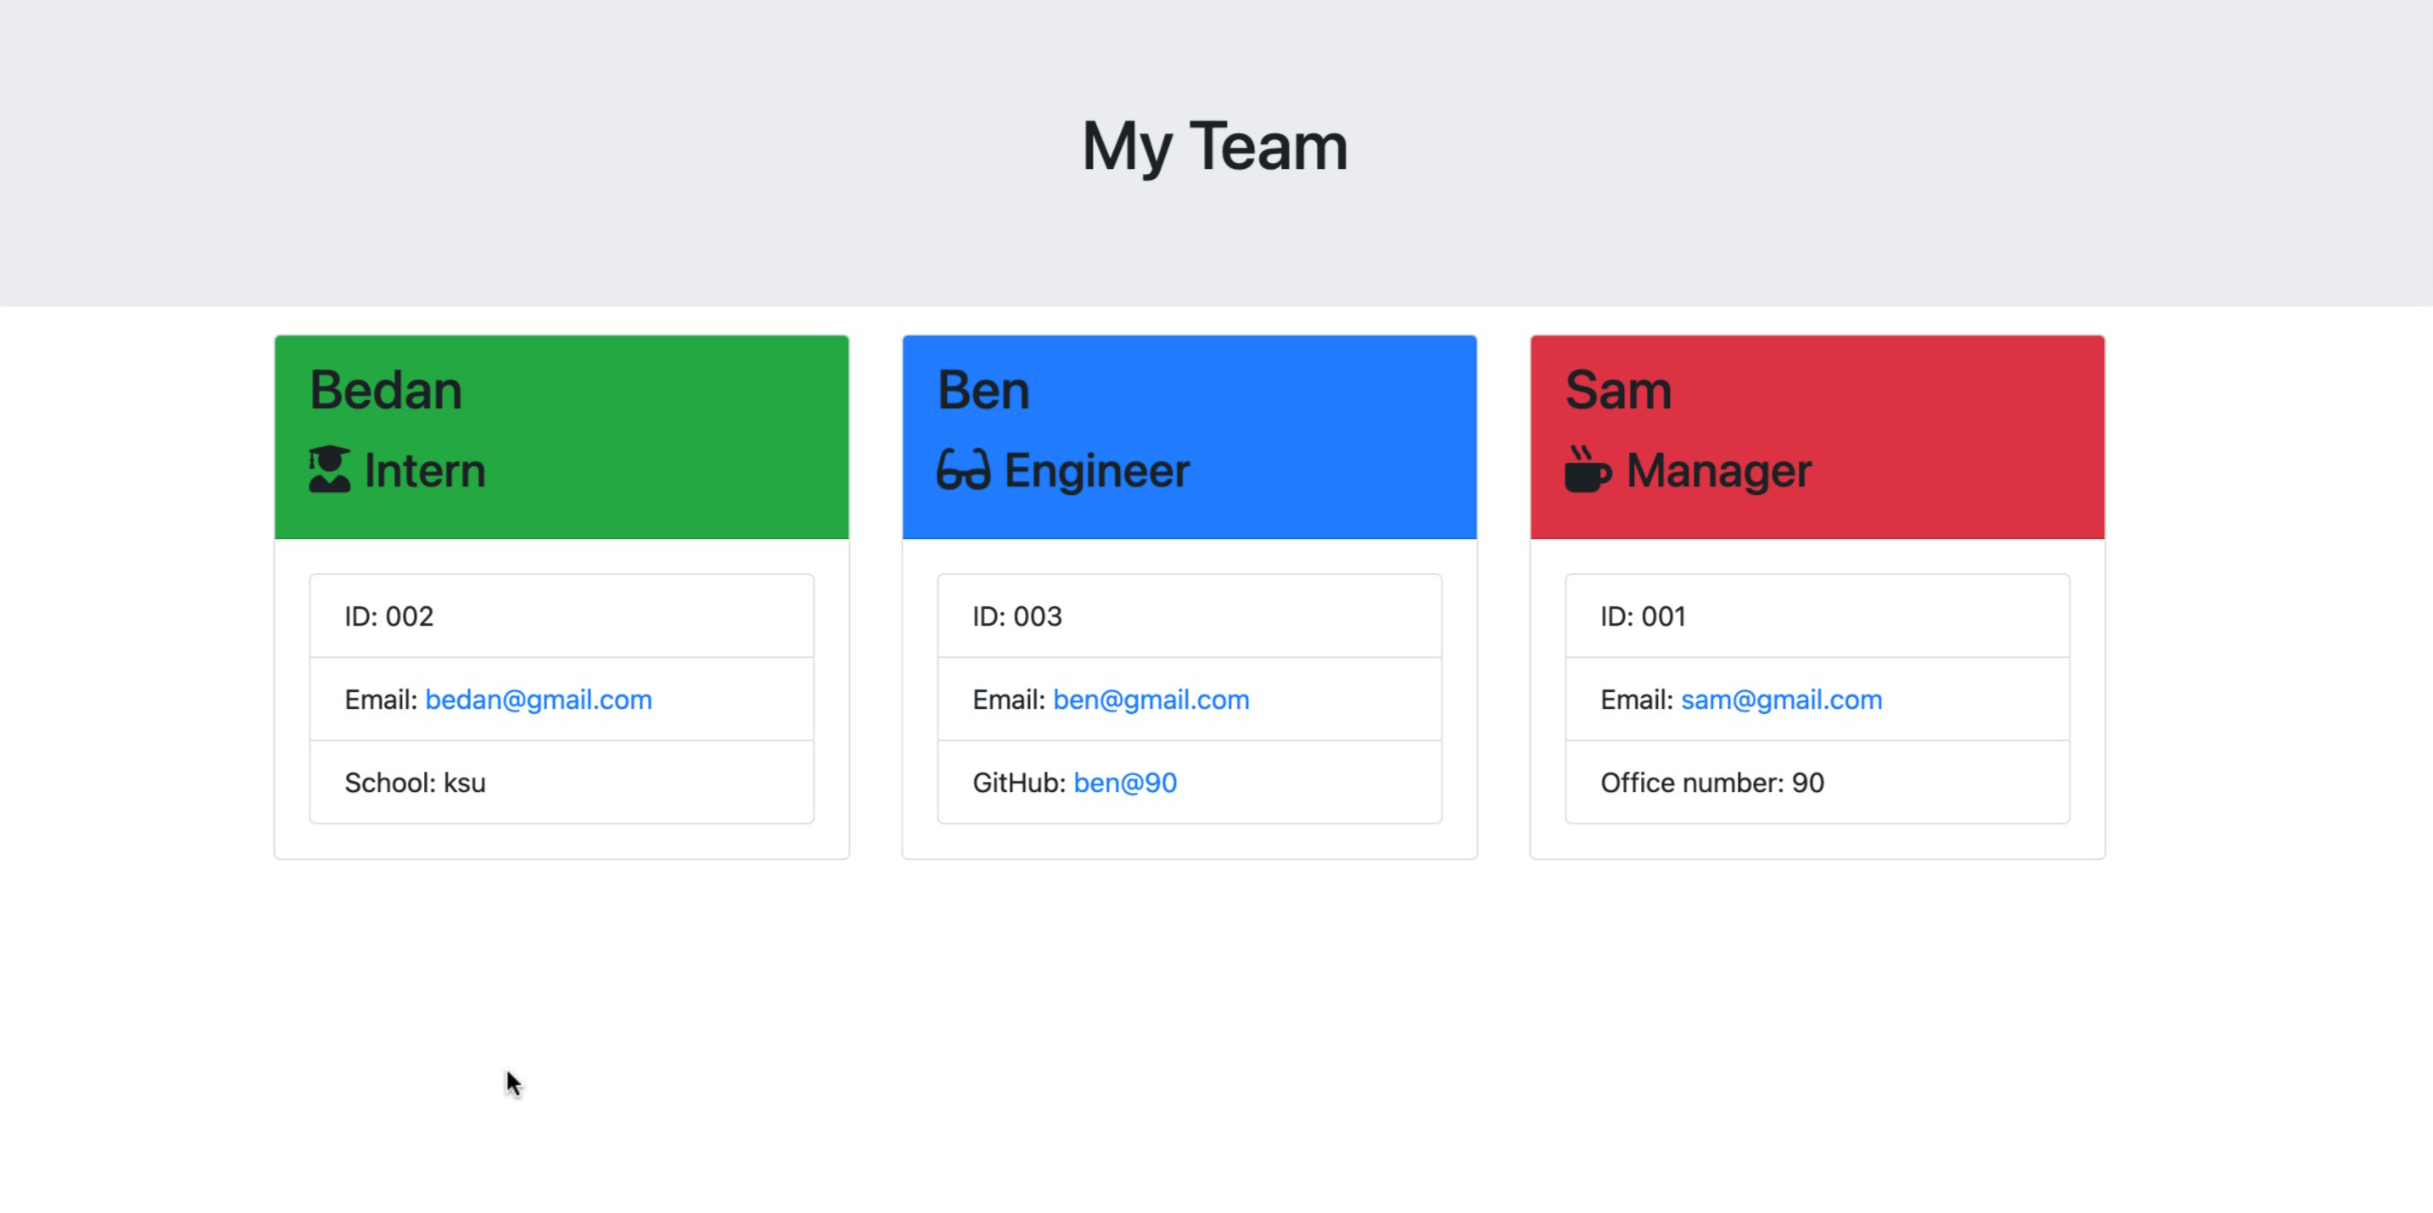 My Team
Bedan
Intern
ID: 002
Email: bedan@gmail.com
School: ksu
Ben
Engineer
ID: 003
Email: ben@gmail.com
GitHub: ben@90
Sam
Manager
ID: 001
Email: sam@gmail.com
Office number: 90